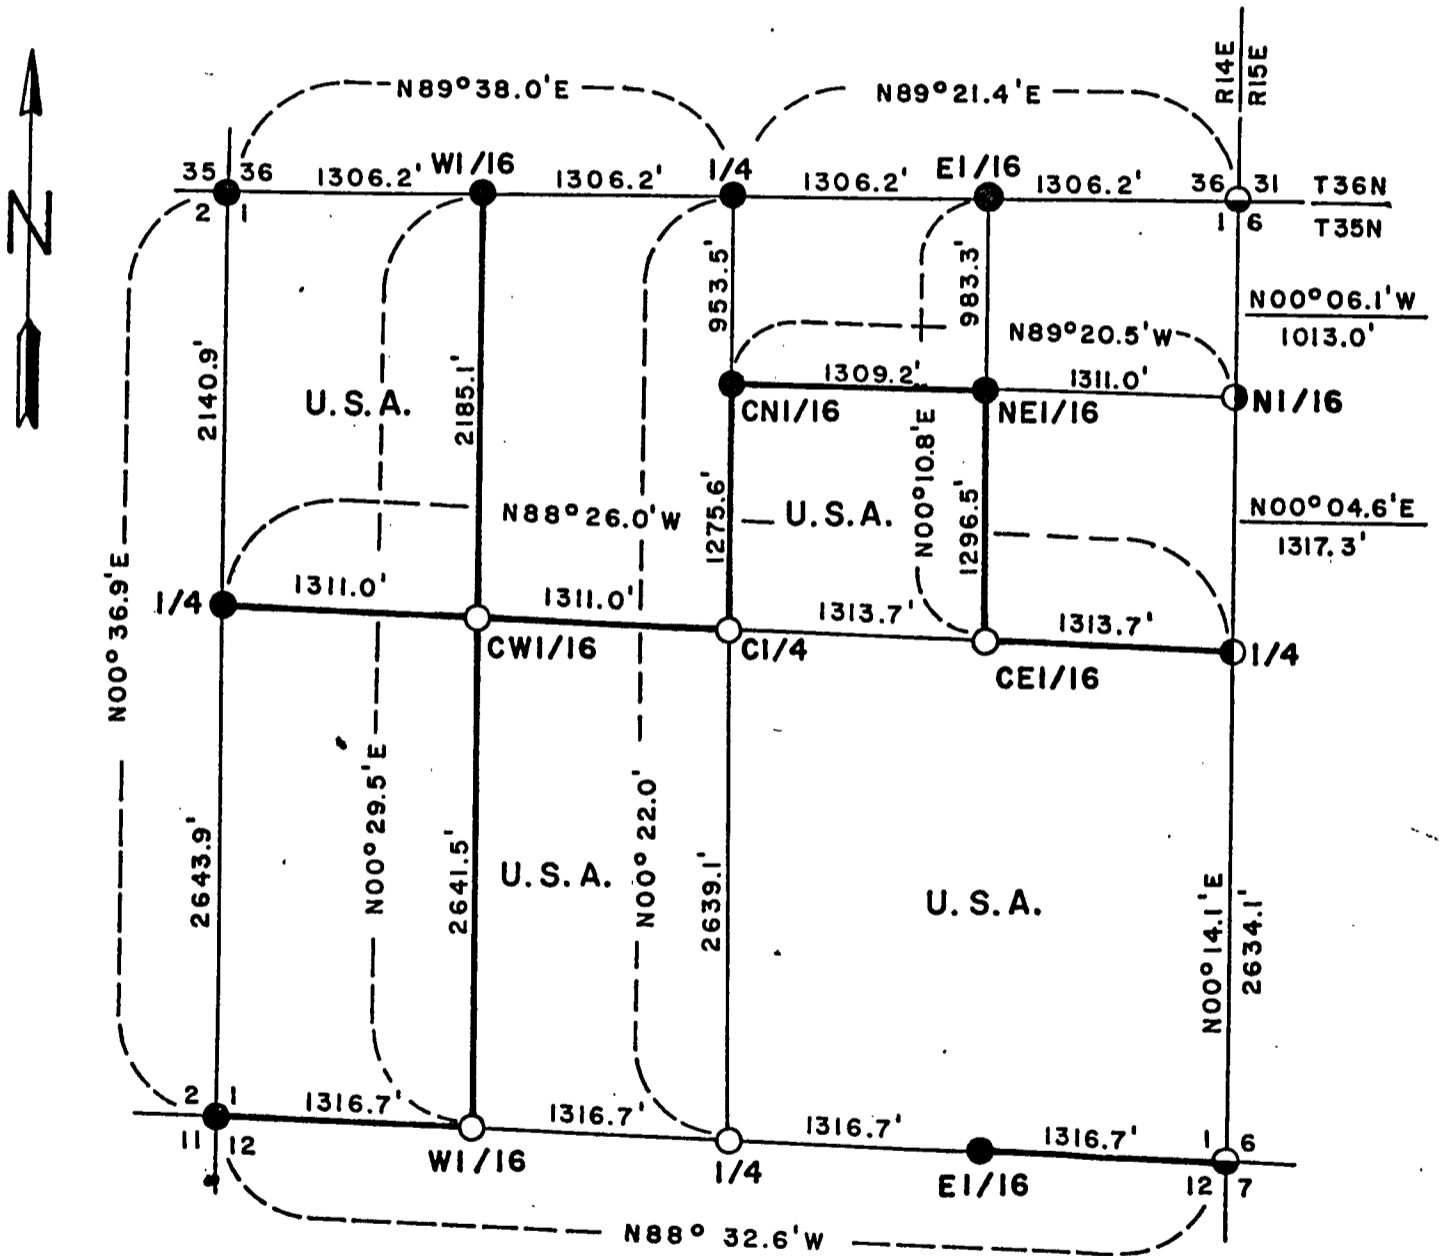 R14E
R15E
N89°38.0'E
N89°21.4'E
35 36
1306.2'
W1/16
1306.2'
1/4
1306.2'
E1/16
1306.2'
36 31
T36N
2 1
1 6
T35N
N
953.5'
983.3'
N00°06.1'W
1013.0'
N89°20.5'W
2140.9'
U.S.A.
2185.1'
1309.2'
1311.0'
CN1/16
NE1/16
N1/16
N00°10.8'E
1275.6'
1296.5'
N88°26.0'W
U.S.A.
N00°04.6'E
1317.3'
N00°36.9'E
1/4
1311.0'
1311.0'
1313.7'
1313.7'
CW1/16
C1/4
CE1/16
1/4
2643.9'
N00°29.5'E
2641.5'
U.S.A.
N00°22.0'
2639.1'
U.S.A.
N00°14.1'E
2634.1'
2 1
1316.7'
1316.7'
1316.7'
1316.7'
1 6
11 12
W1/16
1/4
E1/16
12 7
N88° 32.6'W